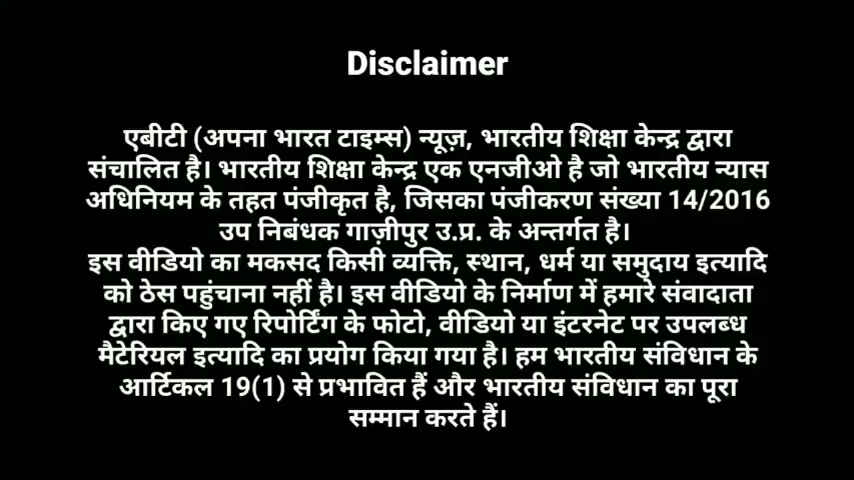 Disclaimer
एबीटी (अपना भारत टाइम्स) न्यूज़, भारतीय शिक्षा केन्द्र द्वारा
संचालित है। भारतीय शिक्षा केन्द्र एक एनजीओ है जो भारतीय न्यास
अधिनियम के तहत पंजीकृत है, जिसका पंजीकरण संख्या 14/2016
उप निबंधक गाज़ीपुर उ.प्र. के अन्तर्गत है।
इस वीडियो का मकसद किसी व्यक्ति, स्थान, धर्म या समुदाय इत्यादि
को ठेस पहुंचाना नहीं है। इस वीडियो के निर्माण में हमारे संवादाता
द्वारा किए गए रिपोर्टिंग के फोटो, वीडियो या इंटरनेट पर उपलब्ध
मैटेरियल इत्यादि का प्रयोग किया गया है। हम भारतीय संविधान के
आर्टिकल 19(1) से प्रभावित हैं और भारतीय संविधान का पूरा
सम्मान करते हैं।